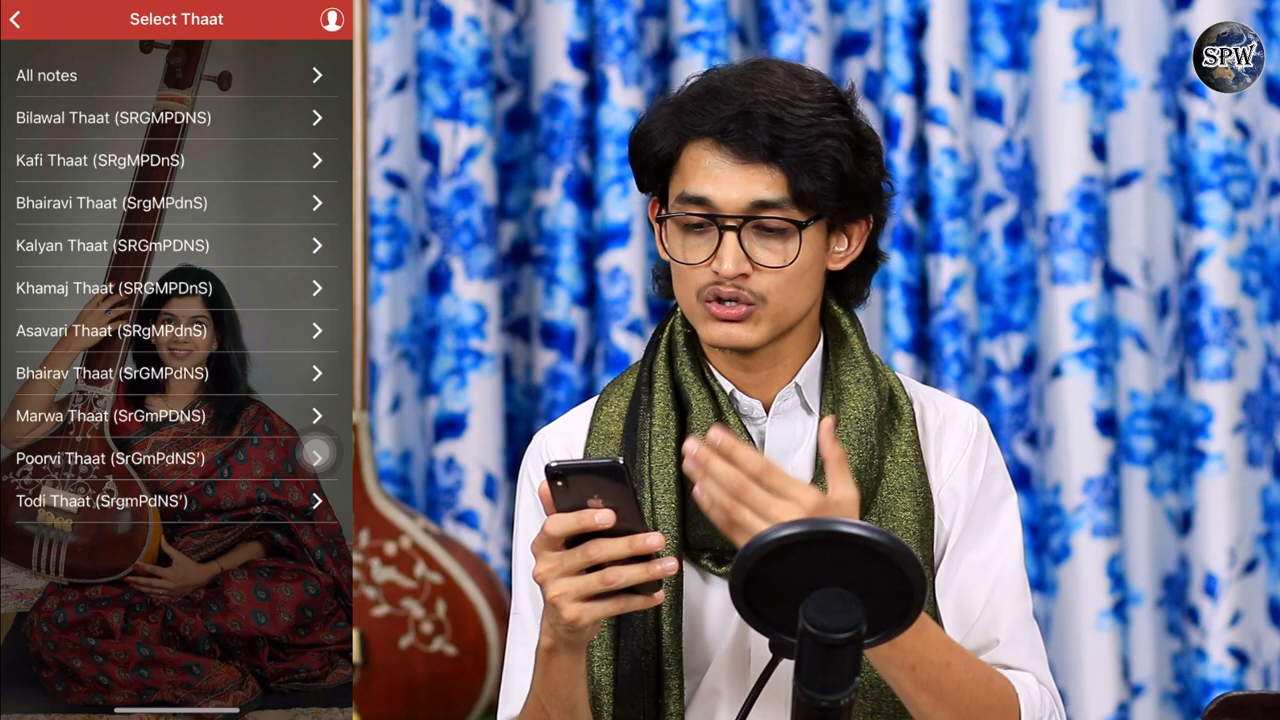 Select Thaat
SPW
All notes
Bilawal Thaat (SRGMPDNS)
Kafi Thaat (SRgMPDnS)
Bhairavi Thaat (SrgMPdnS)
Kalyan Thaat (SRGmPDNS)
Khamaj Thaat (SRGMPDnS)
Asavari Thaat (SRgMPdnS)
Bhairav Thaat (SrGMPdNS)
Marwa Thaat (SrGmPDNS)
Poorvi Thaat (SrGmPdNS’)
Todi Thaat (SrgmPdNS’)